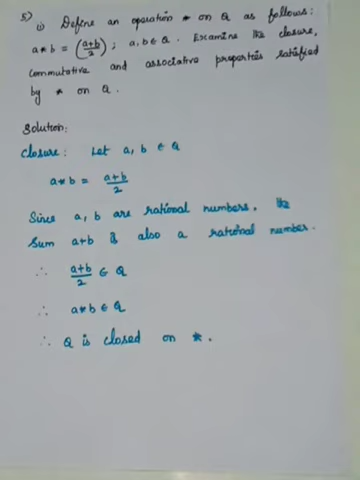 5)
i) Define an operation * on Q as follows:
a*b = (a+b/2) ; a,b ∈ Q. Examine the closure,
commutative and associative properties satisfied
by * on Q.
Solution:
Closure: Let a, b ∈ Q
a*b = a+b/2
Since a, b are rational numbers. the
Sum a+b is also a rational number.
∴ a+b/2 ∈ Q
∴ a*b ∈ Q
∴ Q is closed on *.